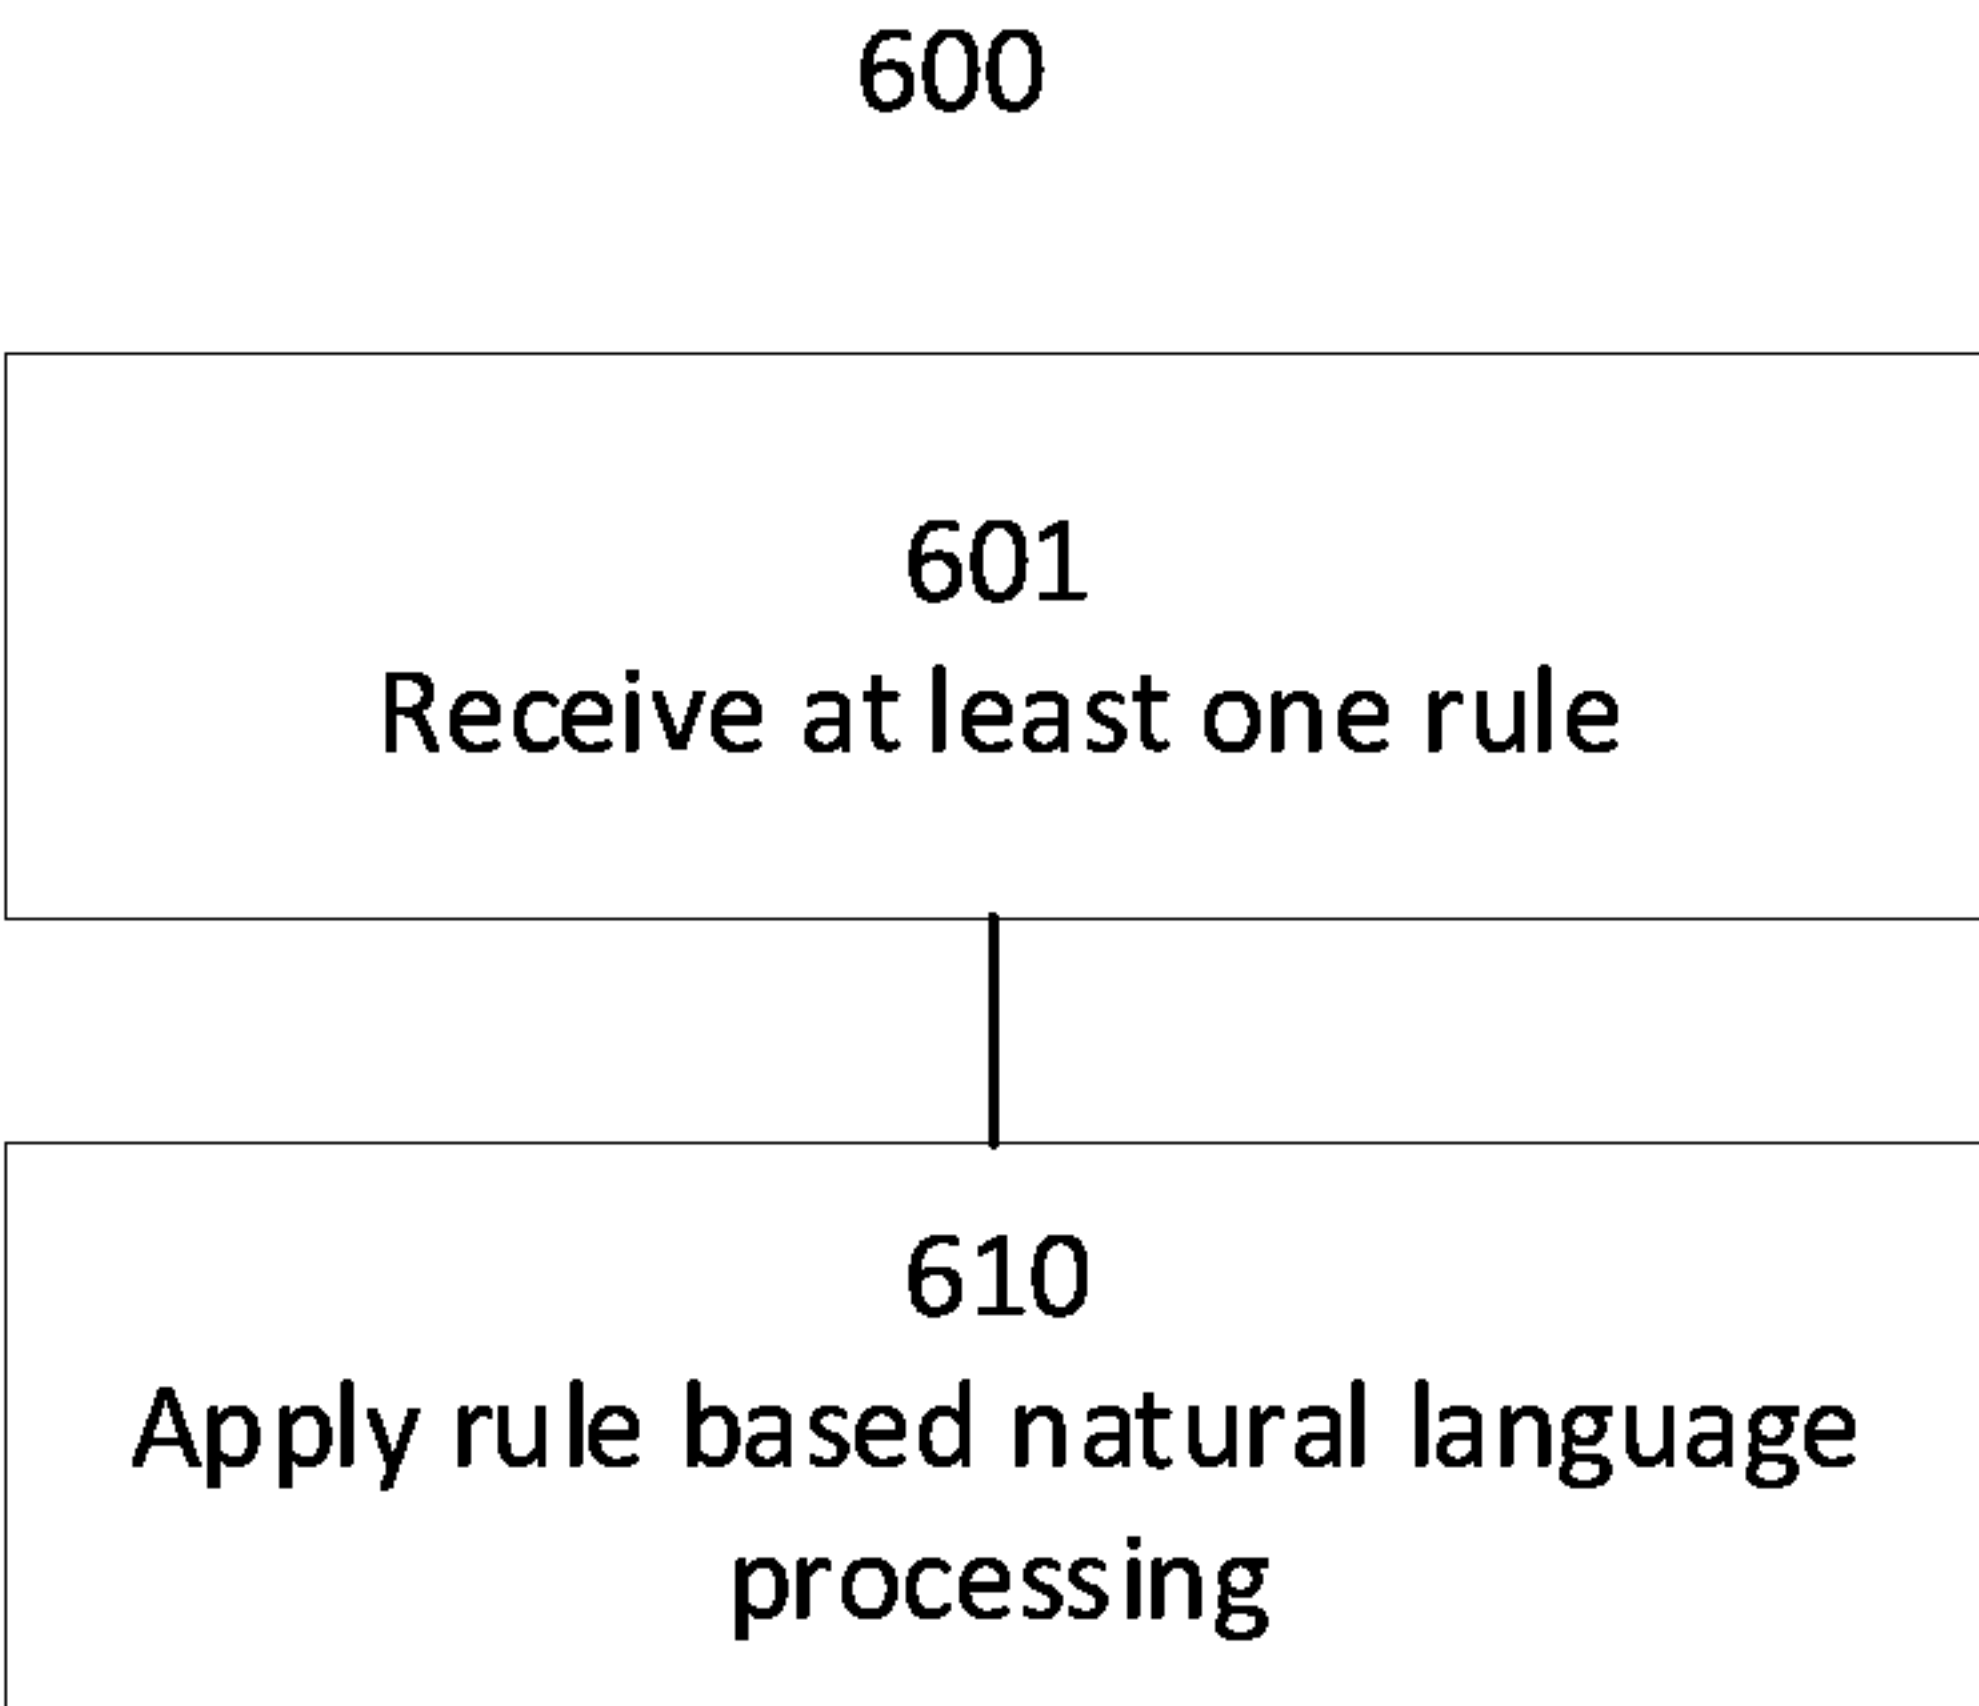 600
601
Receive at least one rule
610
Apply rule based natural language
processing